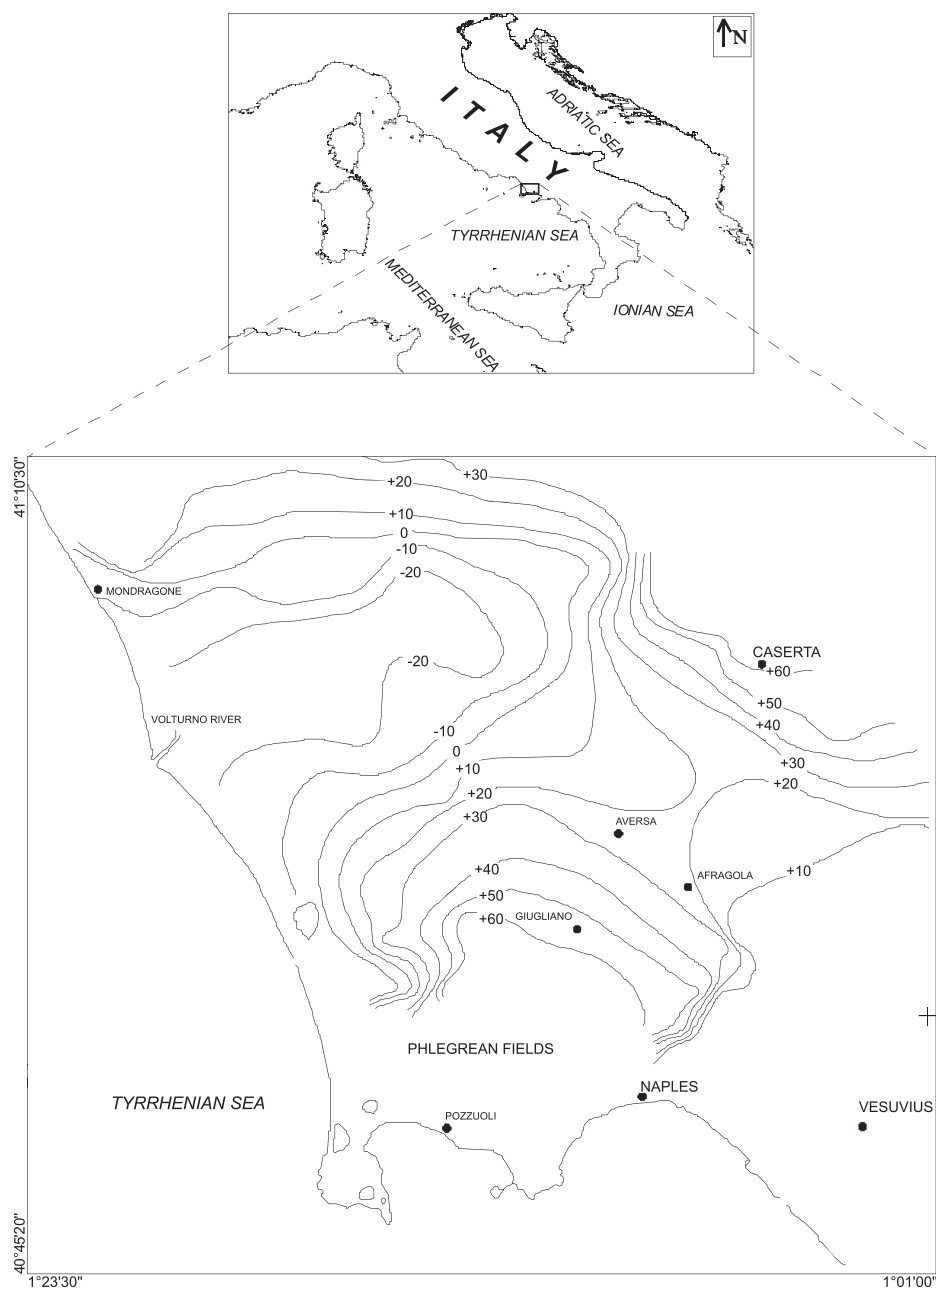 N
ITALY
ADRIATIC SEA
TYRRHENIAN SEA
MEDITERRANEAN SEA
IONIAN SEA
41°10'30"
+30
+20
+10
0
-10
-20
MONDRAGONE
CASERTA
-20
+60
+50
VOLTURNO RIVER
+40
-10
0
+30
+10
+20
+20
+30
AVERSA
+40
+10
AFRAGOLA
+50
+60
GIUGLIANO
PHLEGREAN FIELDS
NAPLES
TYRRHENIAN SEA
VESUVIUS
POZZUOLI
40°45'20"
1°23'30"
1°01'00"